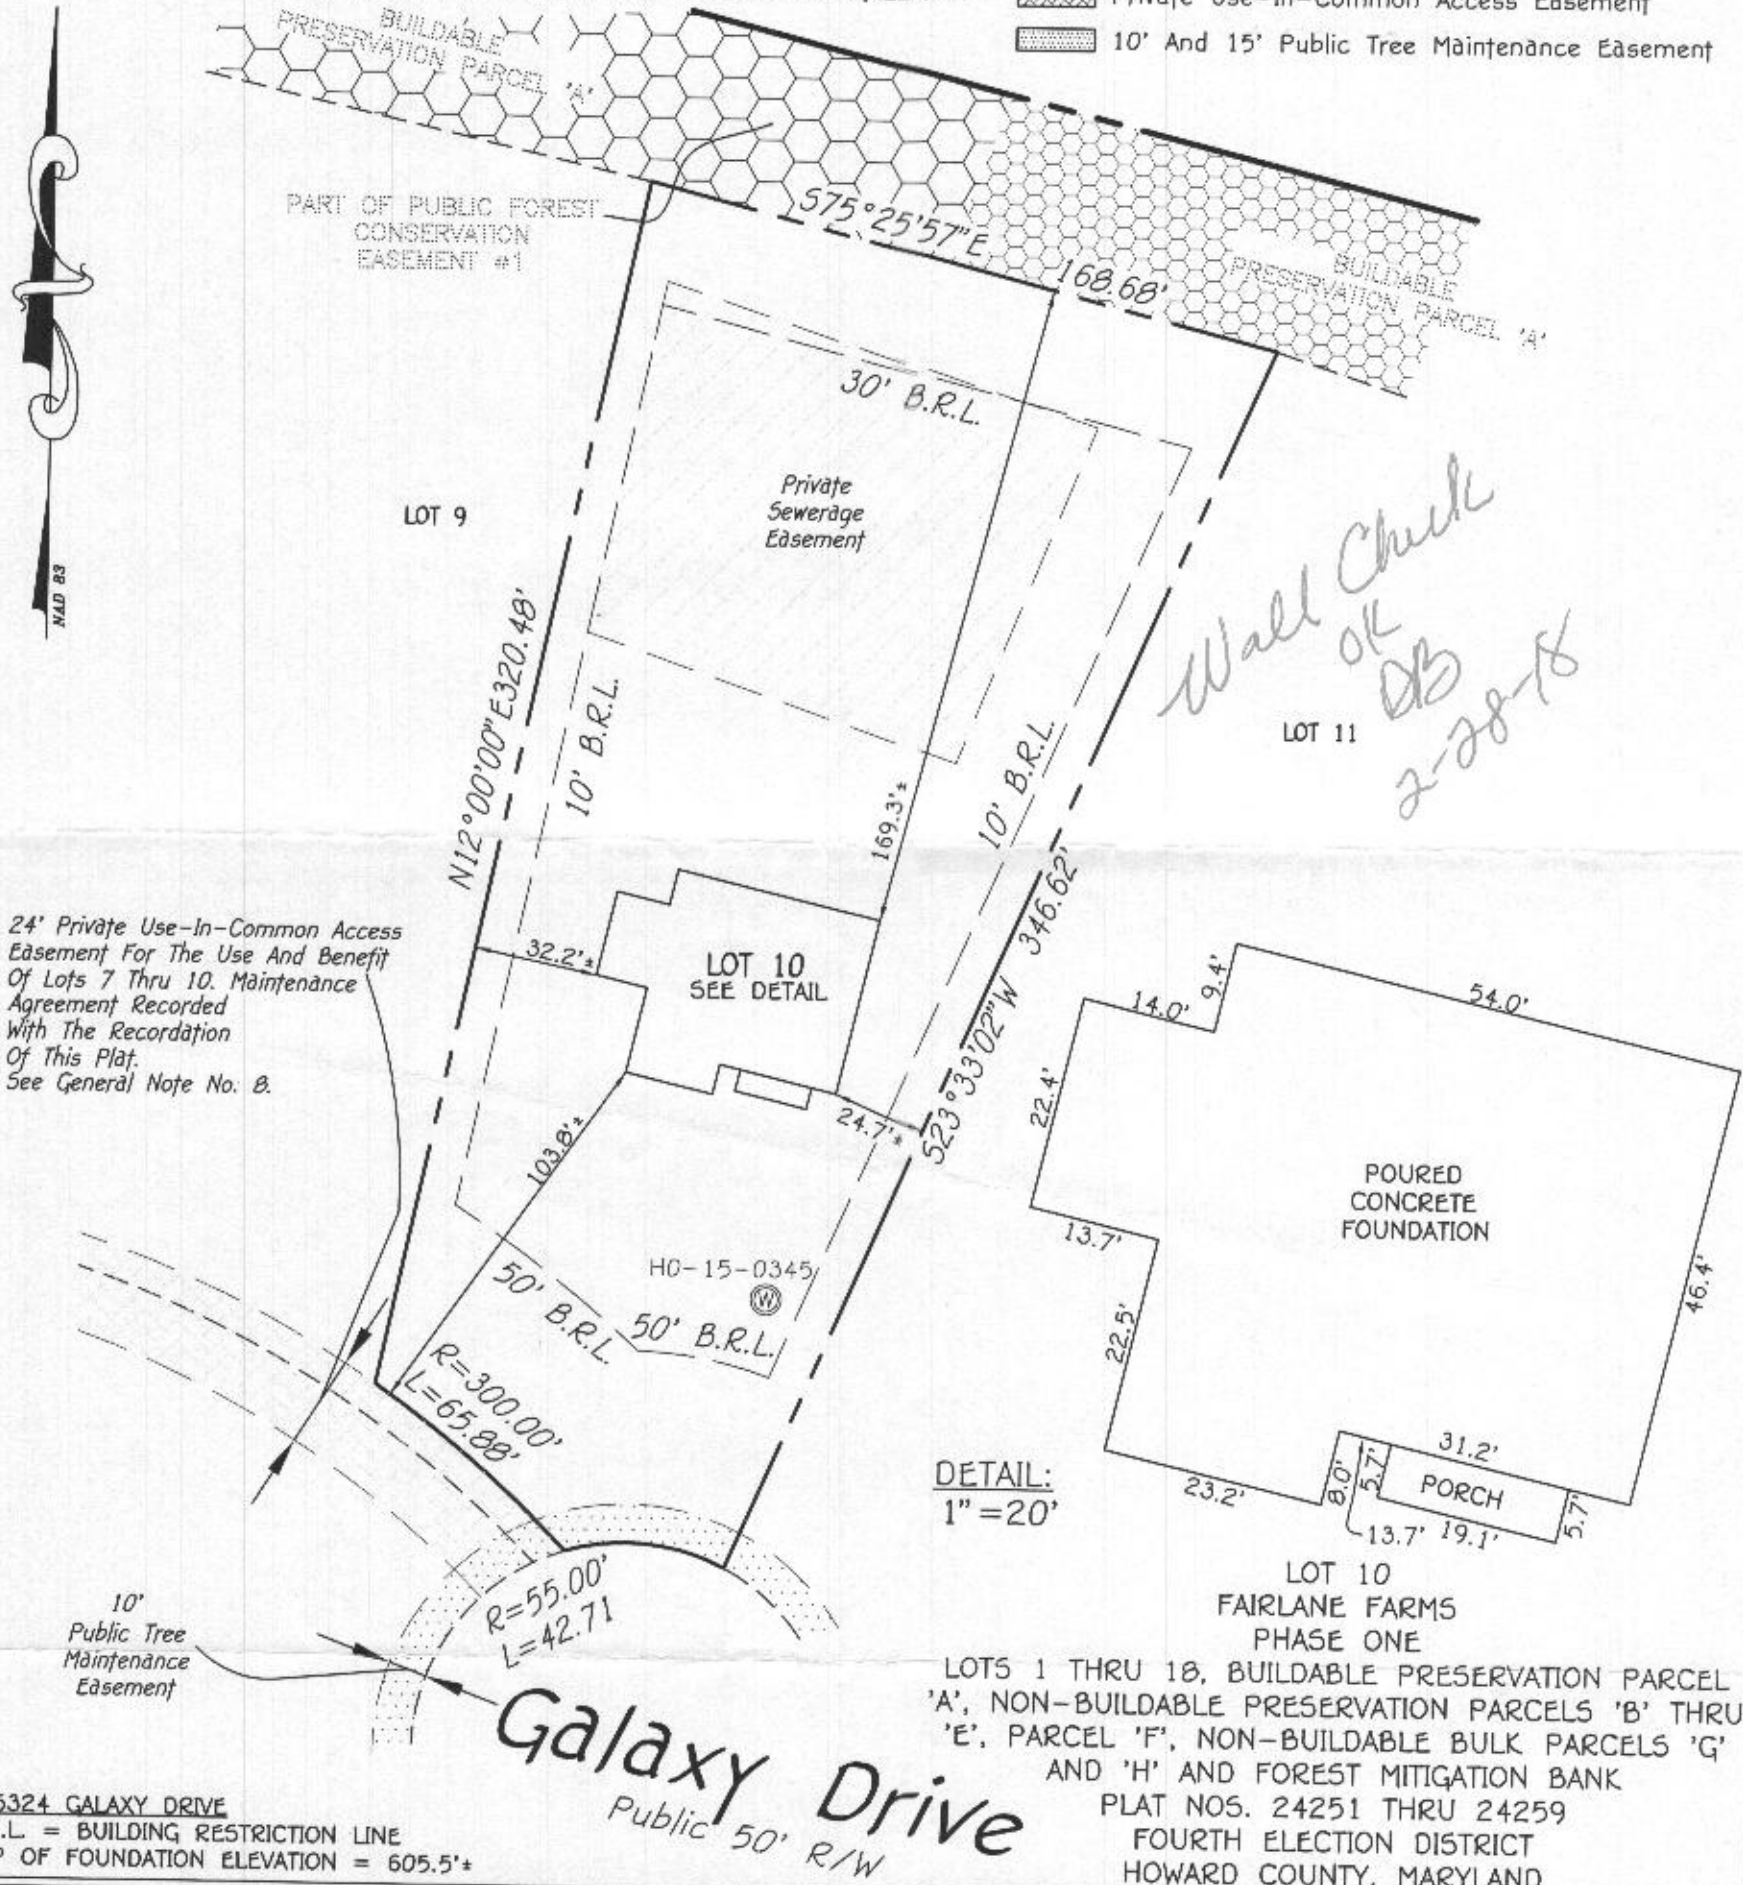 Private Use-In-Common Access Easement
10' And 15' Public Tree Maintenance Easement
BUILDABLE
PRESERVATION PARCEL 'A'
PART OF PUBLIC FOREST
CONSERVATION
EASEMENT #1
S75°25'57"E
168.68'
BUILDABLE
PRESERVATION PARCEL 'A'
NAD 83
30' B.R.L.
LOT 9
Private
Sewerage
Easement
Wall Check
OK
DB
2-28-18
LOT 11
N12°00'00"E320.48'
10' B.R.L.
10' B.R.L.
169.3'±
S23°33'02"W 346.62'
24' Private Use-In-Common Access
Easement For The Use And Benefit
Of Lots 7 Thru 10. Maintenance
Agreement Recorded
With The Recordation
Of This Plat.
See General Note No. 8.
32.2'±
LOT 10
SEE DETAIL
24.7'±
103.8'±
HO-15-0345
W
50' B.R.L.
50' B.R.L.
R=300.00'
L=65.88'
14.0'
9.4'
54.0'
22.4'
POURED
CONCRETE
FOUNDATION
13.7'
46.4'
22.5'
31.2'
23.2'
8.0'
5.7'
PORCH
5.7'
13.7'
19.1'
DETAIL:
1"=20'
R=55.00'
L=42.71
10'
Public Tree
Maintenance
Easement
Galaxy Drive
Public 50' R/W
LOT 10
FAIRLANE FARMS
PHASE ONE
LOTS 1 THRU 18, BUILDABLE PRESERVATION PARCEL
'A', NON-BUILDABLE PRESERVATION PARCELS 'B' THRU
'E', PARCEL 'F', NON-BUILDABLE BULK PARCELS 'G'
AND 'H' AND FOREST MITIGATION BANK
PLAT NOS. 24251 THRU 24259
FOURTH ELECTION DISTRICT
HOWARD COUNTY, MARYLAND
5324 GALAXY DRIVE
.L = BUILDING RESTRICTION LINE
P OF FOUNDATION ELEVATION = 605.5'±